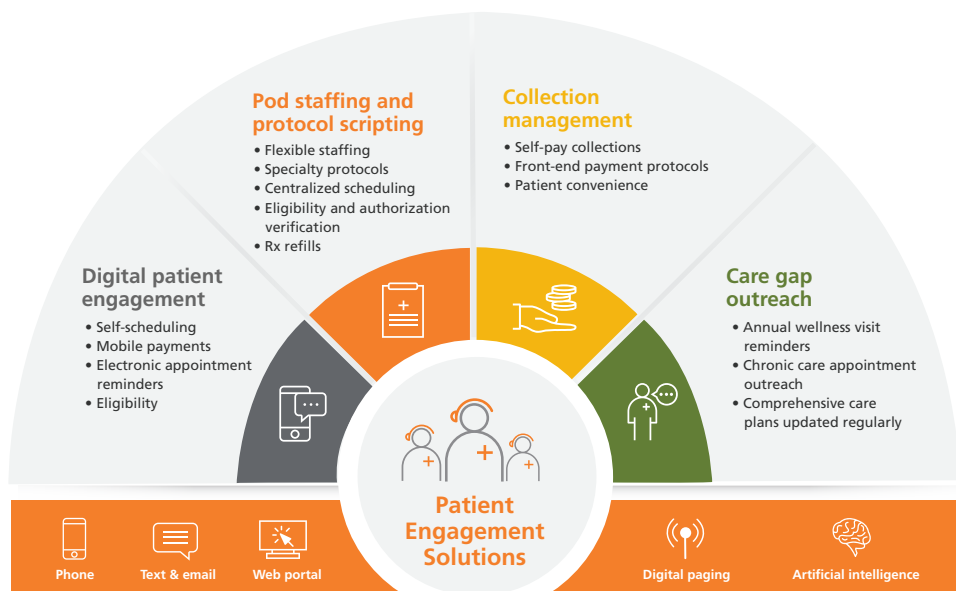 Digital patient
engagement
• Self-scheduling
• Mobile payments
• Electronic appointment
reminders
• Eligibility
Pod staffing and
protocol scripting
• Flexible staffing
• Specialty protocols
• Centralized scheduling
• Eligibility and authorization
verification
• Rx refills
Collection
management
• Self-pay collections
• Front-end payment protocols
• Patient convenience
Care gap
outreach
• Annual wellness visit
reminders
• Chronic care appointment
outreach
• Comprehensive care
plans updated regularly
Patient
Engagement
Solutions
Phone
Text & email
Web portal
Digital paging
Artificial intelligence